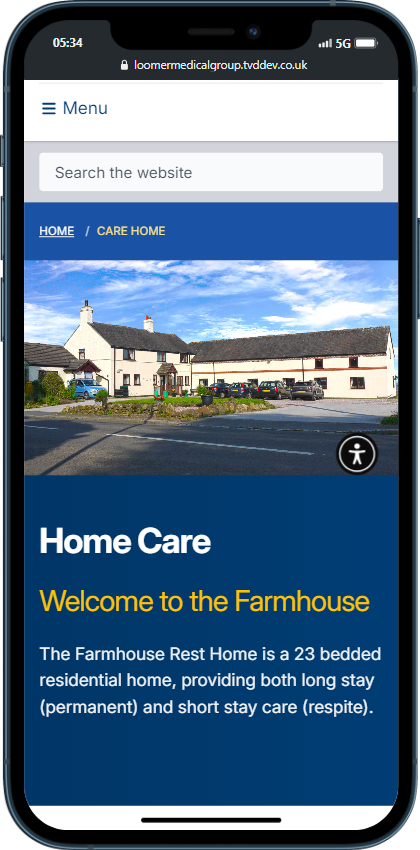 05:34
5G
loomermedicalgroup.tvddev.co.uk
Menu
Search the website
HOME / CARE HOME
Home Care
Welcome to the Farmhouse
The Farmhouse Rest Home is a 23 bedded
residential home, providing both long stay
(permanent) and short stay care (respite).